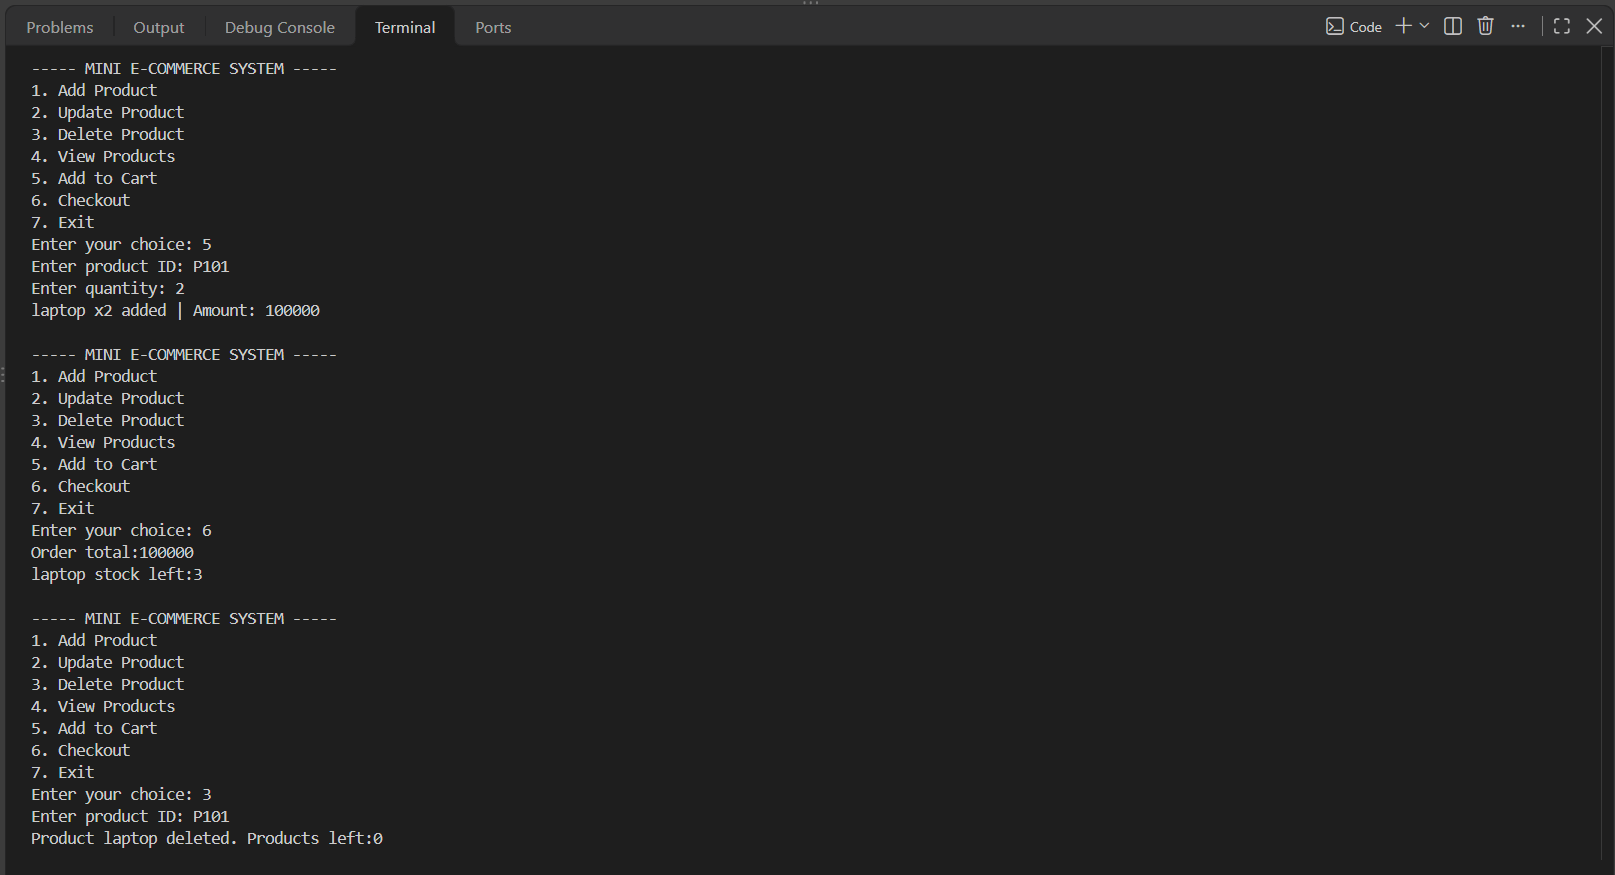 Problems Output Debug Console Terminal Ports Code
----- MINI E-COMMERCE SYSTEM -----
1. Add Product
2. Update Product
3. Delete Product
4. View Products
5. Add to Cart
6. Checkout
7. Exit
Enter your choice: 5
Enter product ID: P101
Enter quantity: 2
laptop x2 added | Amount: 100000

----- MINI E-COMMERCE SYSTEM -----
1. Add Product
2. Update Product
3. Delete Product
4. View Products
5. Add to Cart
6. Checkout
7. Exit
Enter your choice: 6
Order total:100000
laptop stock left:3

----- MINI E-COMMERCE SYSTEM -----
1. Add Product
2. Update Product
3. Delete Product
4. View Products
5. Add to Cart
6. Checkout
7. Exit
Enter your choice: 3
Enter product ID: P101
Product laptop deleted. Products left:0